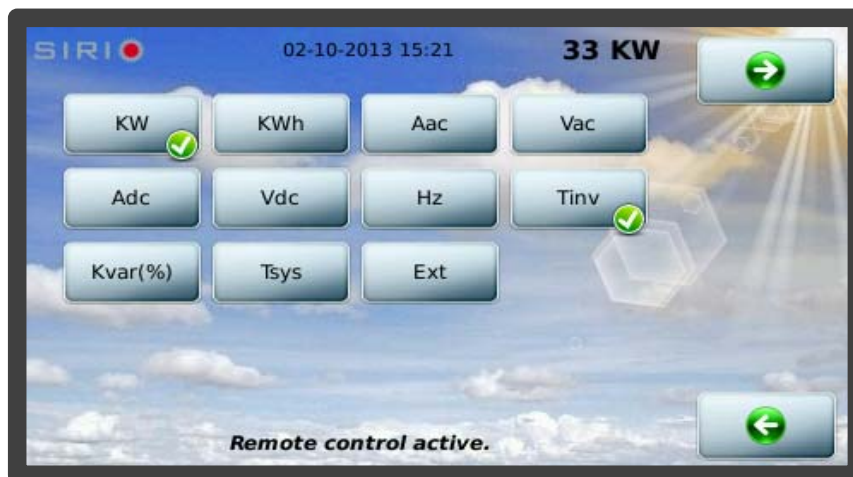 SIRIO 02-10-2013 15:21 33 KW
KW KWh Aac Vac
Adc Vdc Hz Tinv
Kvar(%) Tsys Ext
Remote control active.